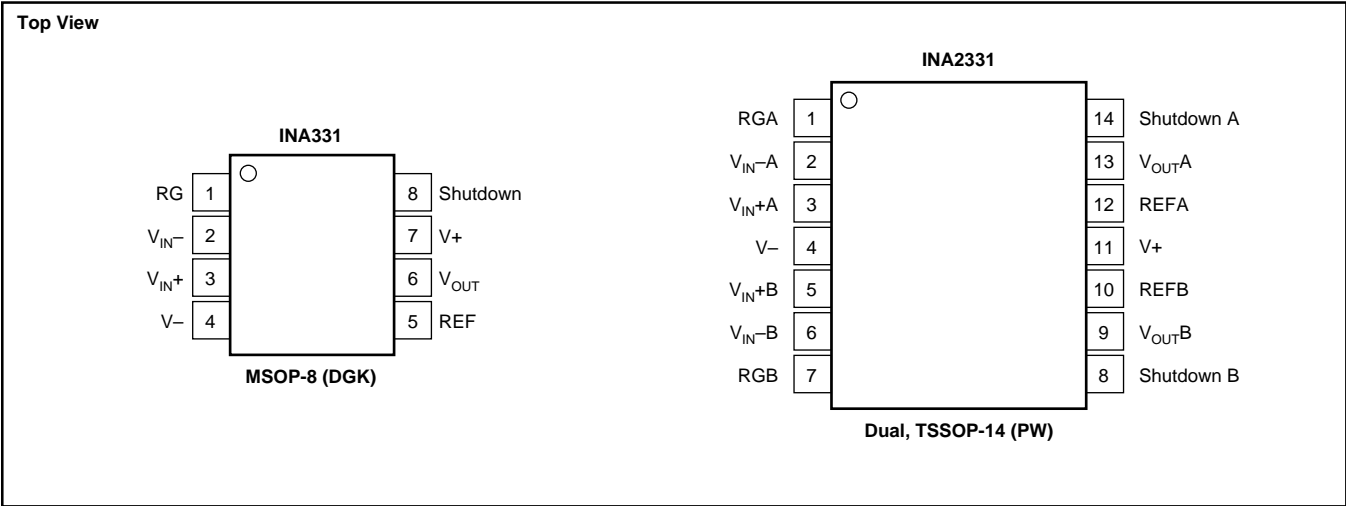 Top View
INA331
RG 1 8 Shutdown
V_IN– 2 7 V+
V_IN+ 3 6 V_OUT
V– 4 5 REF
MSOP-8 (DGK)
INA2331
RGA 1 14 Shutdown A
V_IN–A 2 13 V_OUTA
V_IN+A 3 12 REFA
V– 4 11 V+
V_IN+B 5 10 REFB
V_IN–B 6 9 V_OUTB
RGB 7 8 Shutdown B
Dual, TSSOP-14 (PW)